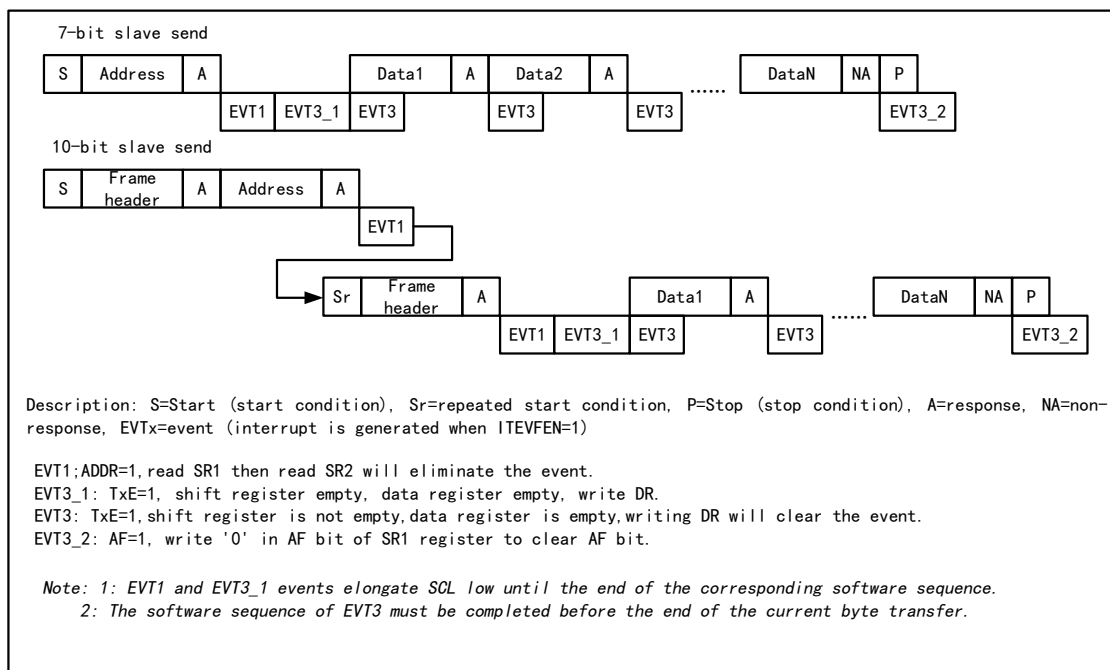 7-bit slave send
S Address A Data1 A Data2 A ...... DataN NA P
EVT1 EVT3_1 EVT3 EVT3 EVT3 EVT3_2
10-bit slave send
S Frame header A Address A
EVT1
Sr Frame header A Data1 A ...... DataN NA P
EVT1 EVT3_1 EVT3 EVT3 EVT3_2
Description: S=Start (start condition), Sr=repeated start condition, P=Stop (stop condition), A=response, NA=non-
response, EVTx=event (interrupt is generated when ITEVFEN=1)
EVT1;ADDR=1,read SR1 then read SR2 will eliminate the event.
EVT3_1: TxE=1, shift register empty, data register empty, write DR.
EVT3: TxE=1,shift register is not empty,data register is empty,writing DR will clear the event.
EVT3_2: AF=1, write '0' in AF bit of SR1 register to clear AF bit.
Note: 1: EVT1 and EVT3_1 events elongate SCL low until the end of the corresponding software sequence.
2: The software sequence of EVT3 must be completed before the end of the current byte transfer.